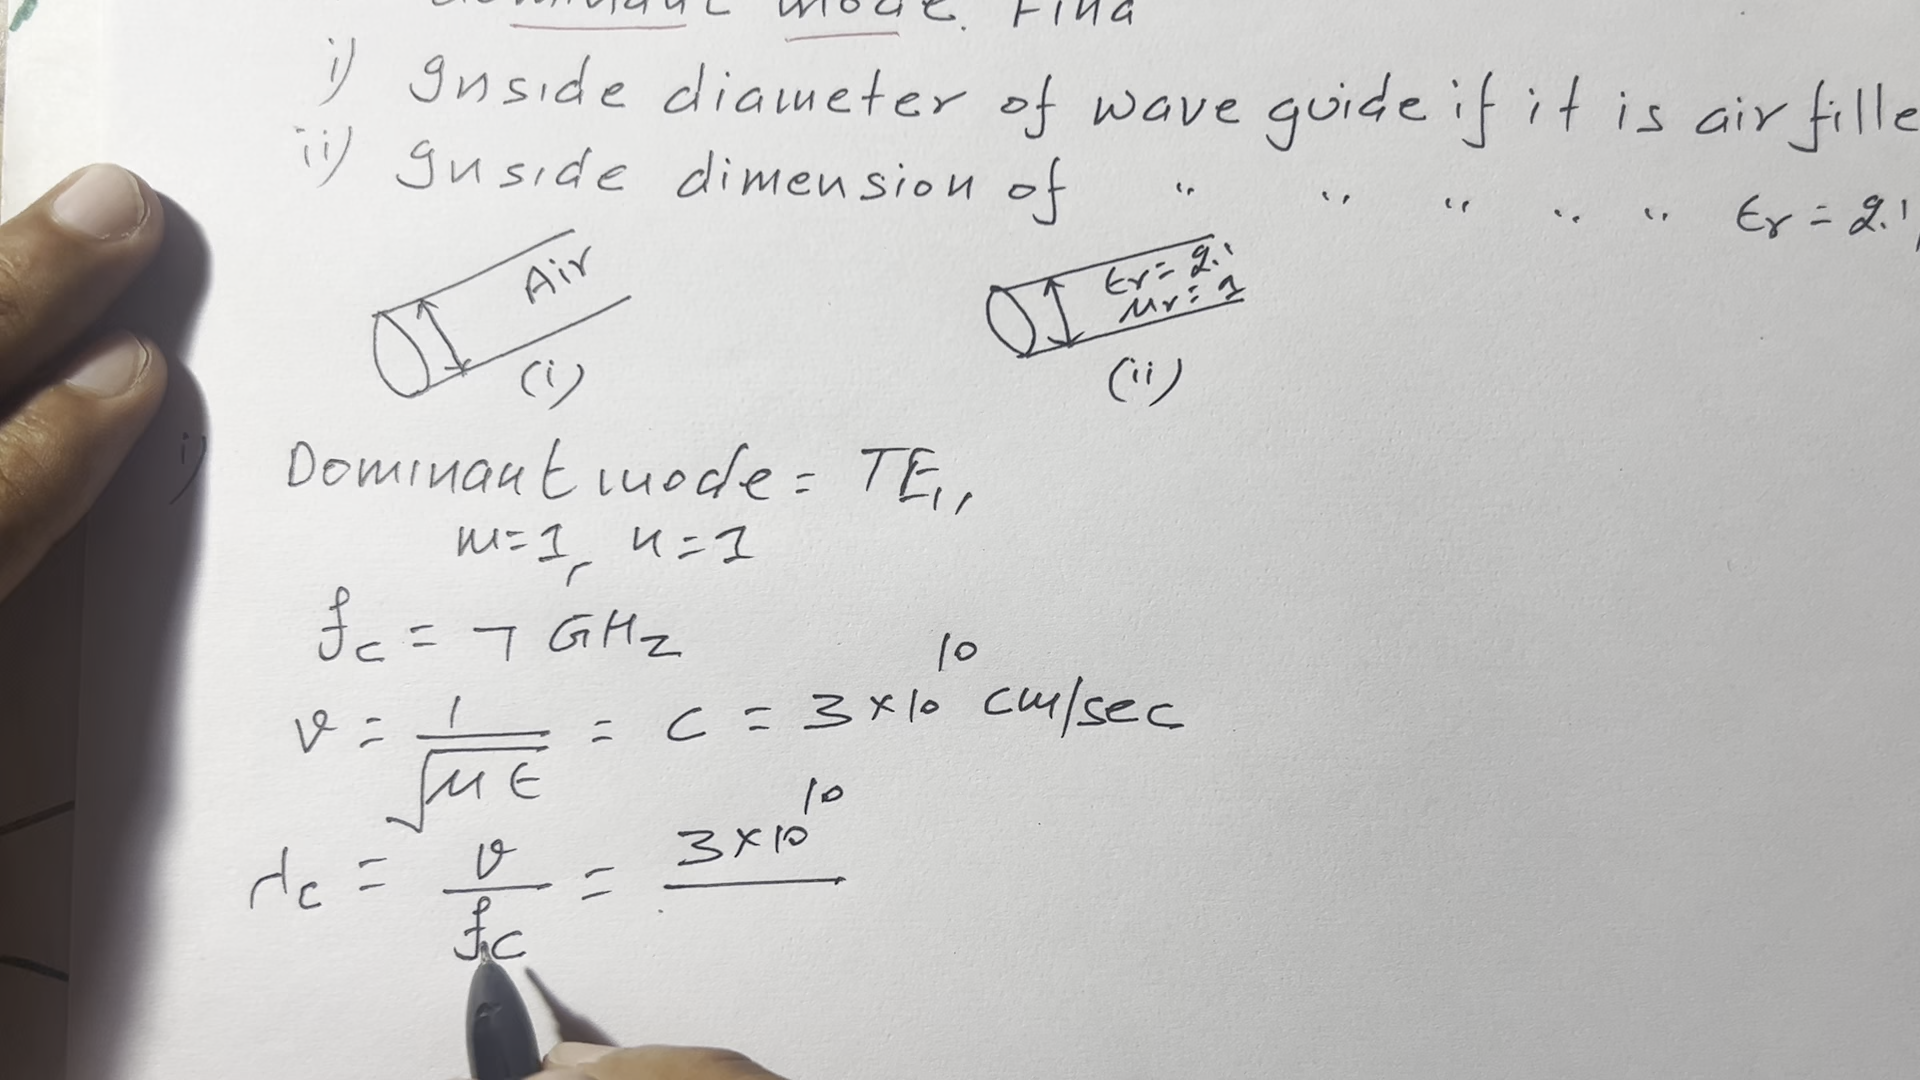 dominant mode. Find
i) Inside diameter of wave guide if it is air fille
ii) Inside dimension of " " " " " εr = 2.1,
Air
(i)
εr = 2.1
μr = 1
(ii)
i) Dominant mode = TE11
m=1, n=1
fc = 7 GHz
v = 1/√με = c = 3×10^10 cm/sec
λc = v/fc = 3×10^10/